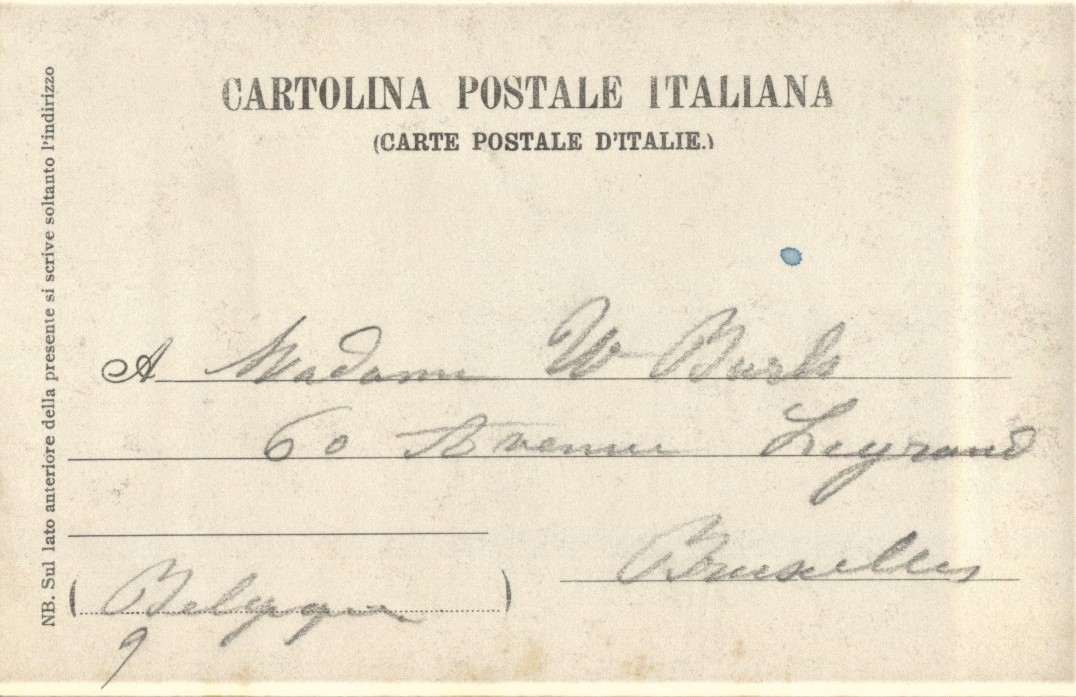 CARTOLINA POSTALE ITALIANA
(CARTE POSTALE D'ITALIE.)
NB. Sul lato anteriore della presente si scrive soltanto l'indirizzo
A Madame W
60 Avenue Legrand
Bruxelles
(Belgique)
9